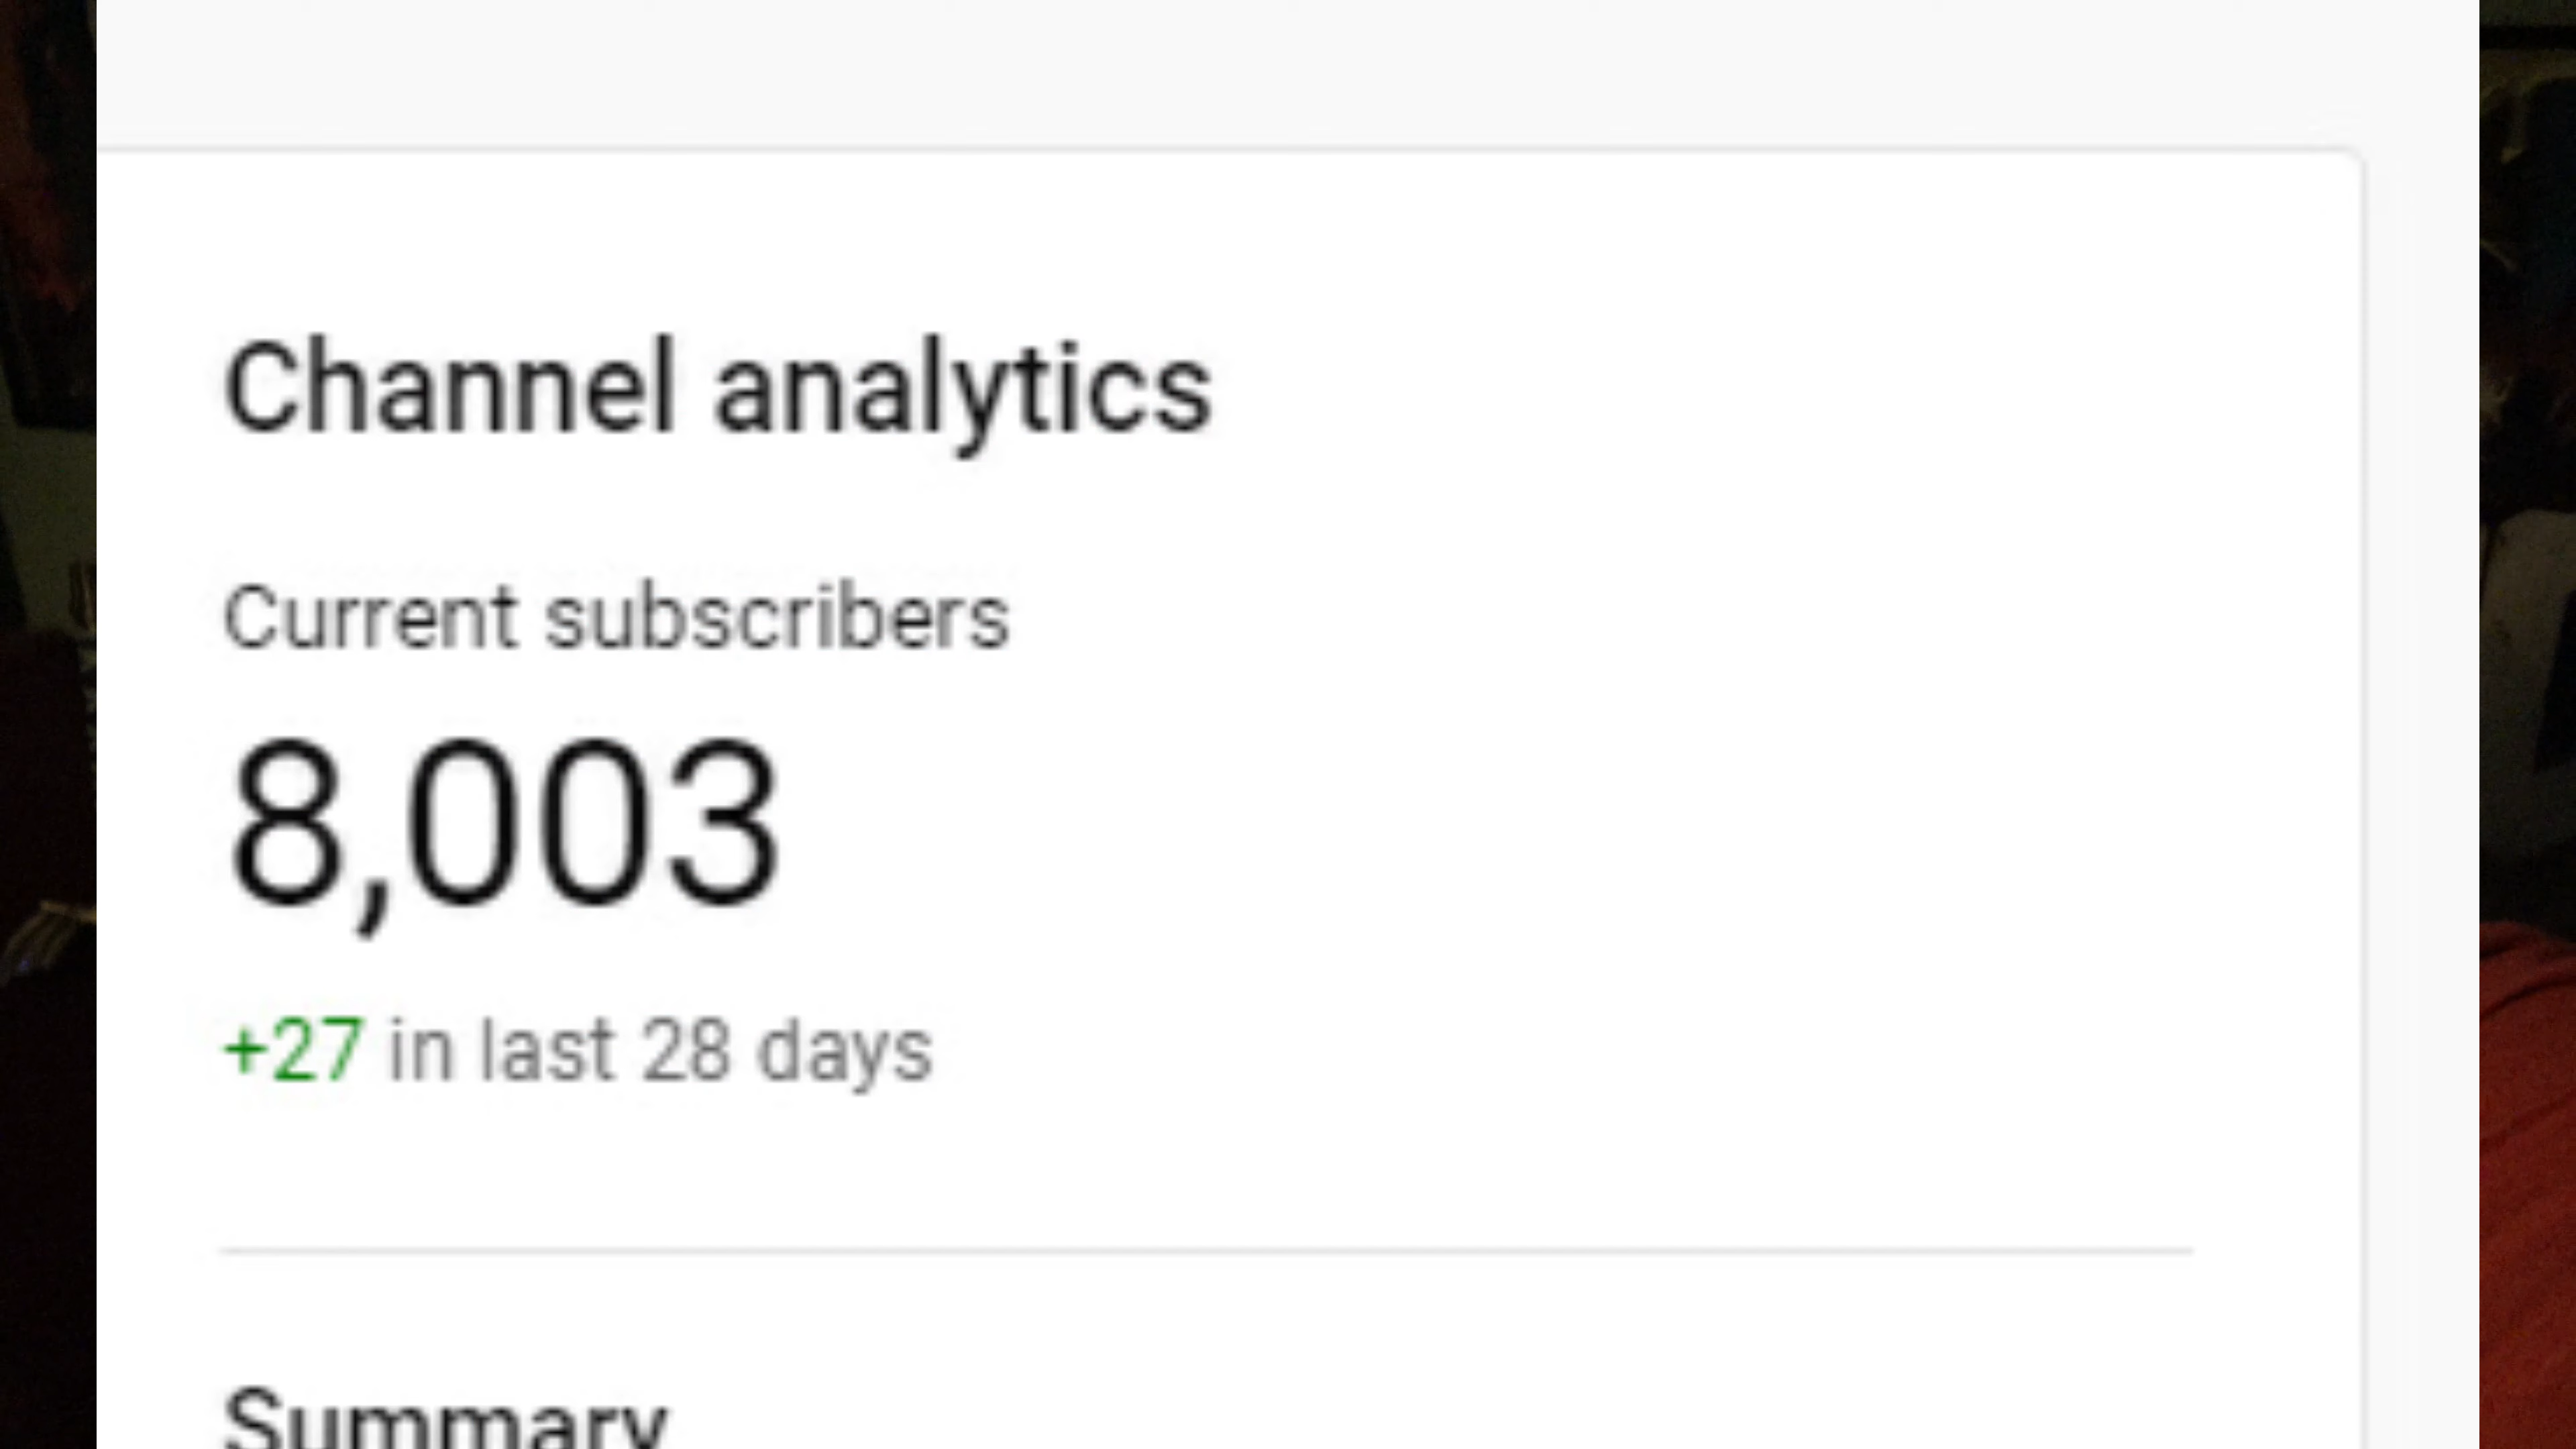 Channel analytics
Current subscribers
8,003
+27 in last 28 days
Summary